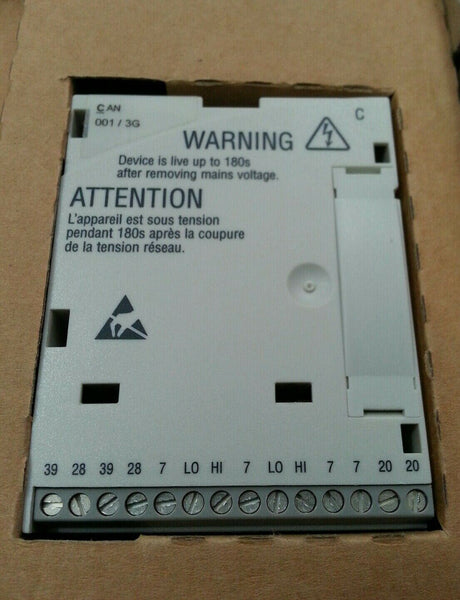 CAN
001 / 3G
C
WARNING
Device is live up to 180s
after removing mains voltage.
ATTENTION
L'appareil est sous tension
pendant 180s après la coupure
de la tension réseau.
39 28 39 28 7 LO HI 7 LO HI 7 7 20 20